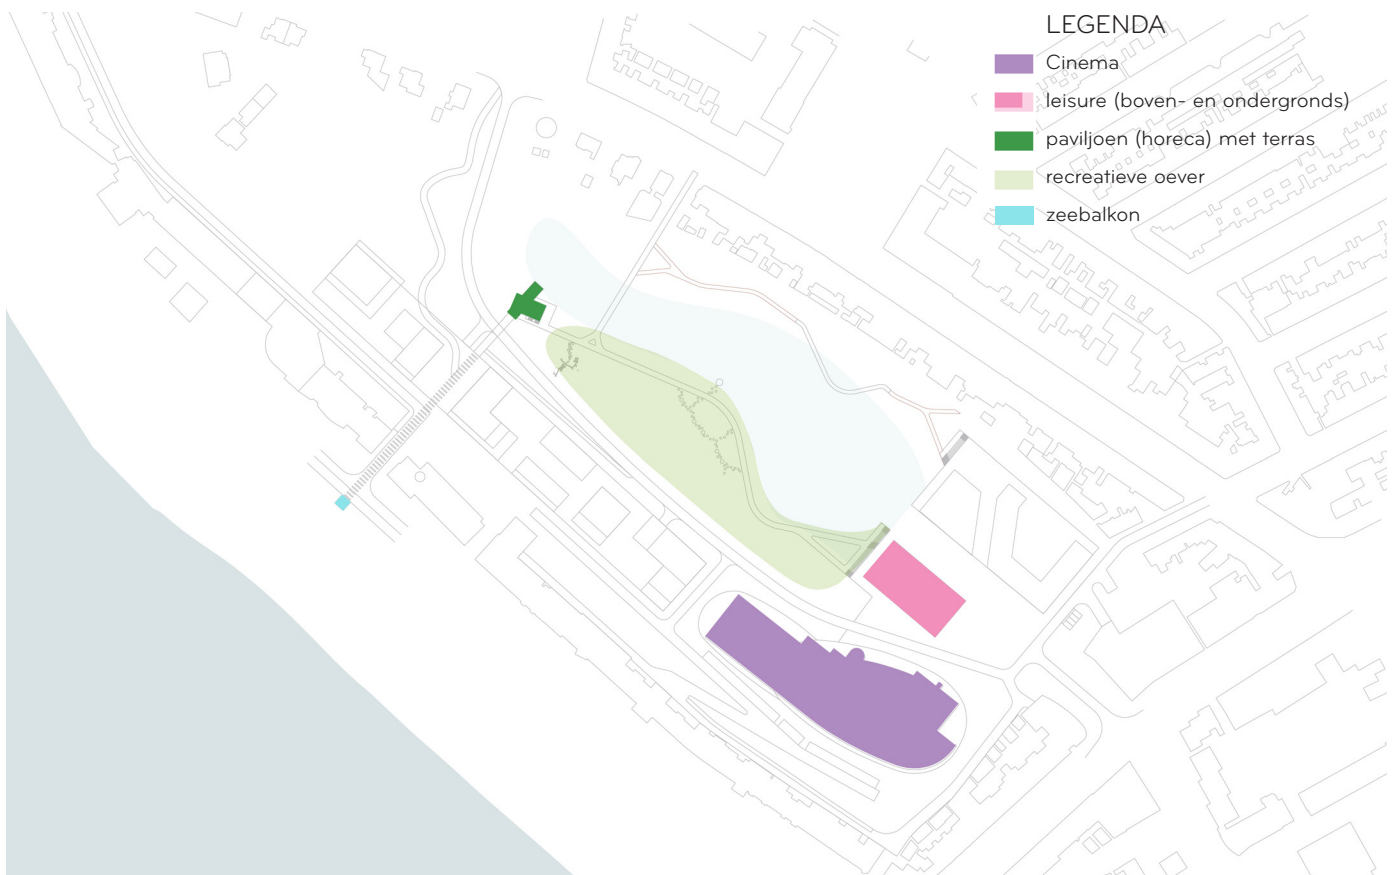 LEGENDA
Cinema
leisure (boven- en ondergronds)
paviljoen (horeca) met terras
recreatieve oever
zeebalkon